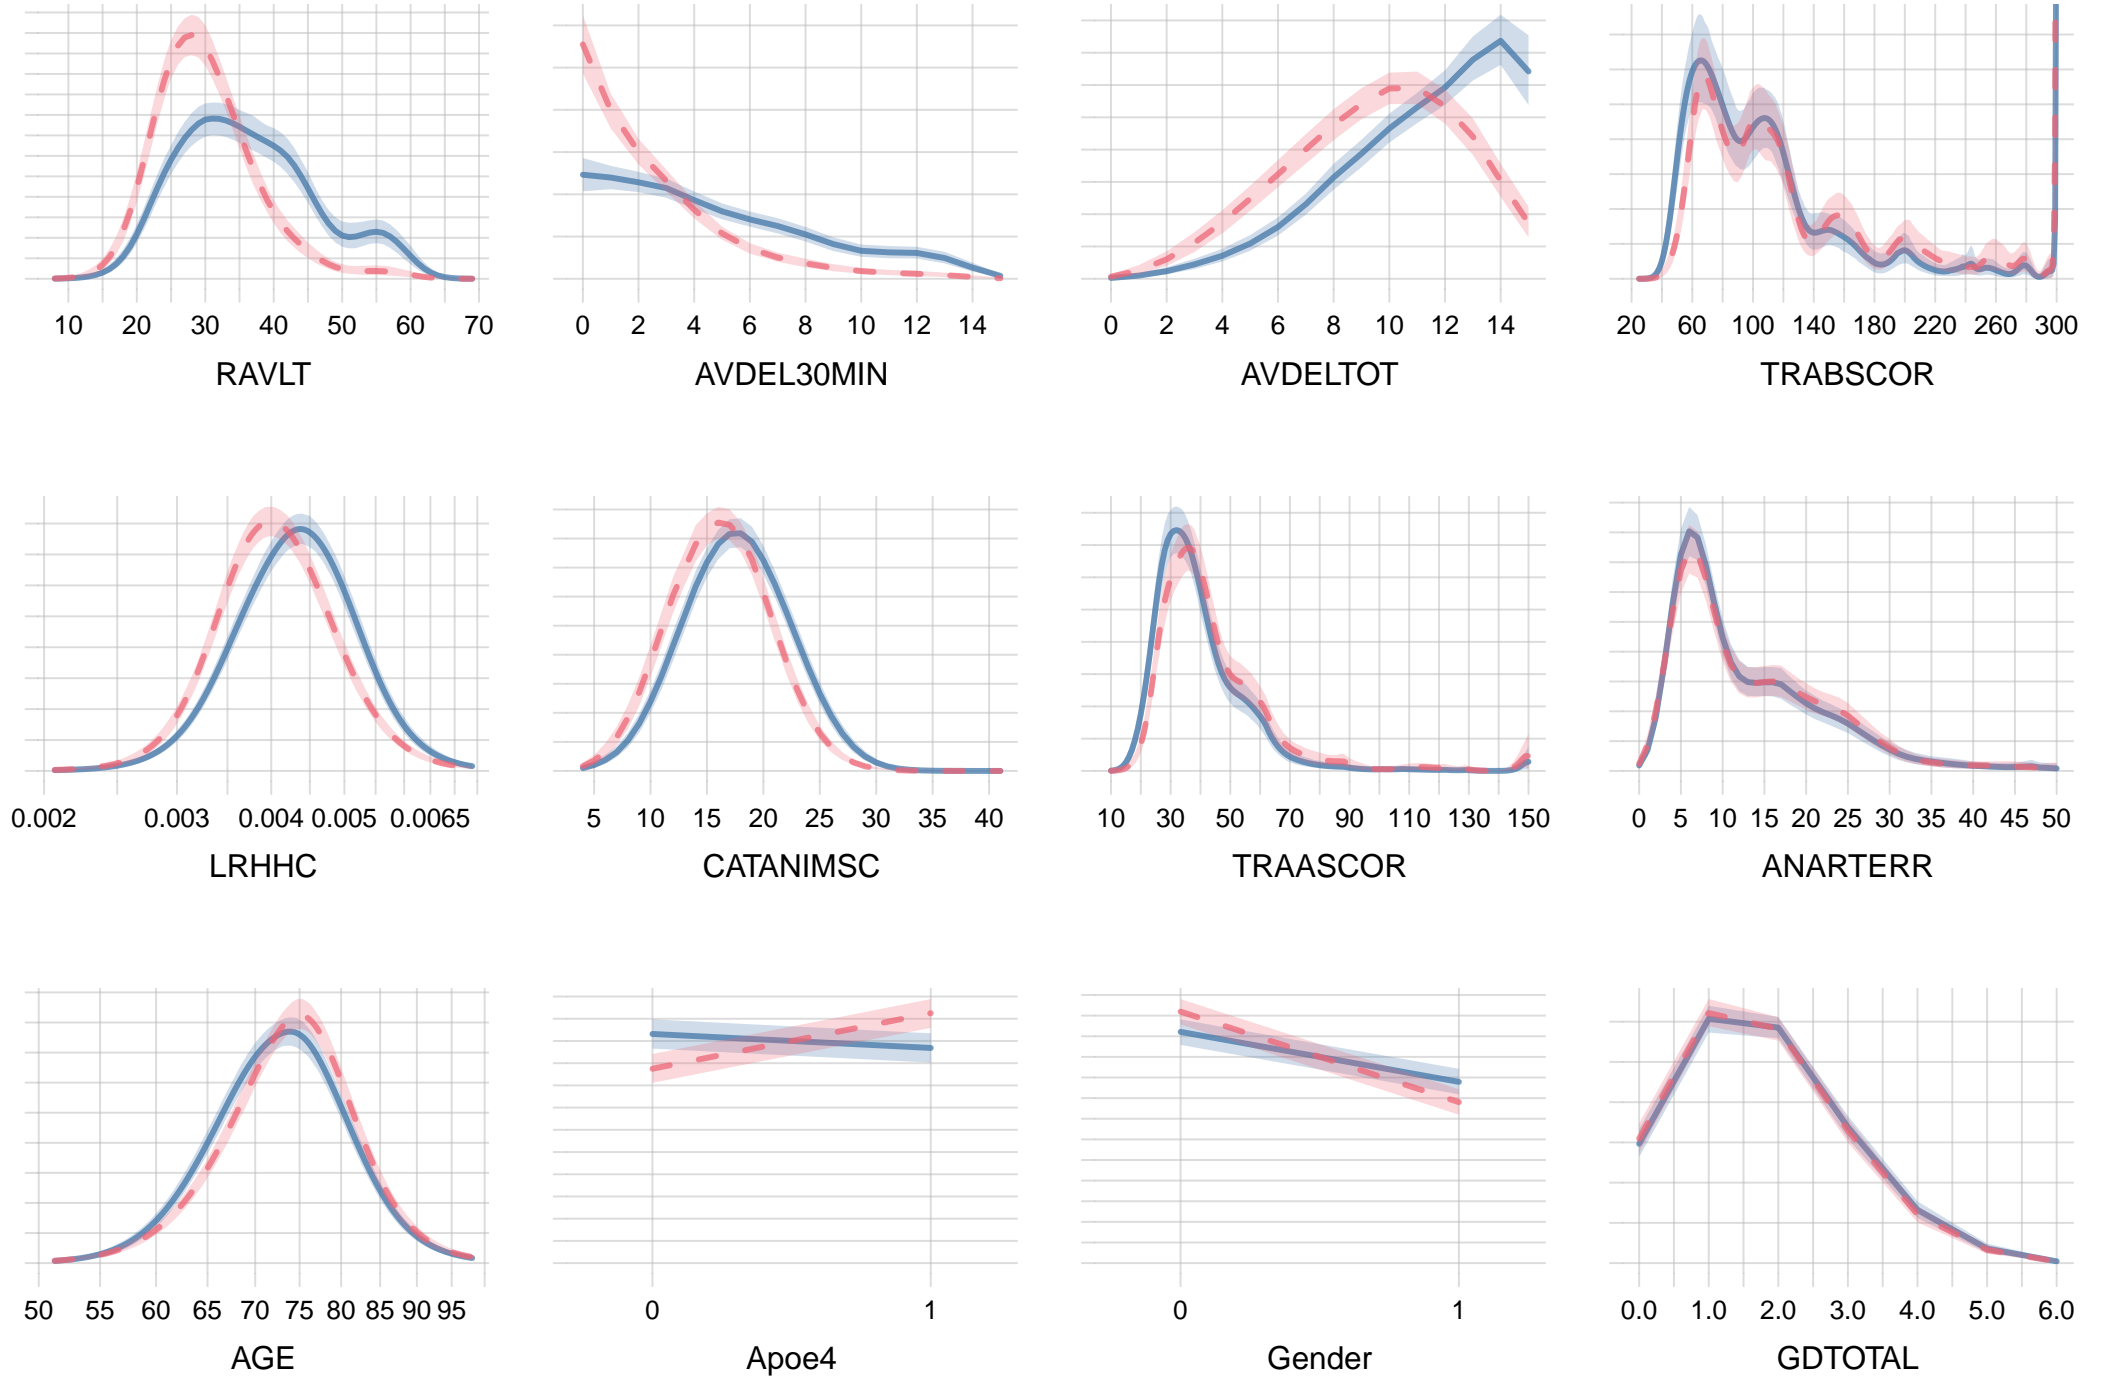 10 20 30 40 50 60 70
RAVLT
0 2 4 6 8 10 12 14
AVDEL30MIN
0 2 4 6 8 10 12 14
AVDELTOT
20 60 100 140 180 220 260 300
TRABSCOR
0.002 0.003 0.004 0.005 0.0065
LRHHC
5 10 15 20 25 30 35 40
CATANIMSC
10 30 50 70 90 110 130 150
TRAASCOR
0 5 10 15 20 25 30 35 40 45 50
ANARTERR
50 55 60 65 70 75 80 85 90 95
AGE
0 1
Apoe4
0 1
Gender
0.0 1.0 2.0 3.0 4.0 5.0 6.0
GDTOTAL